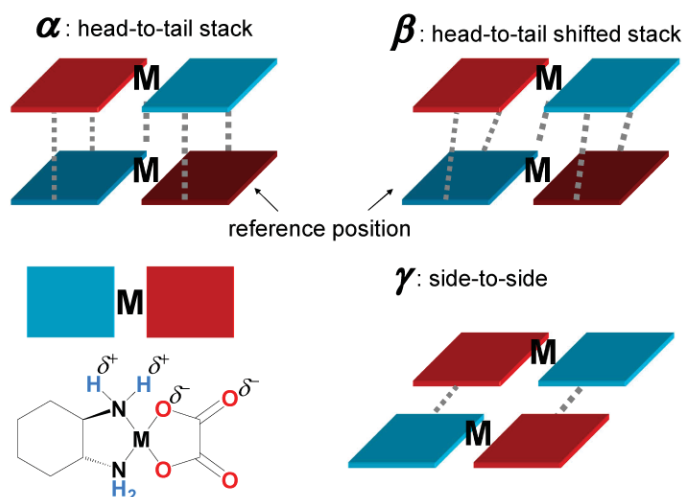 α : head-to-tail stack
β : head-to-tail shifted stack
M
M
M
M
reference position
γ : side-to-side
M
M
M
δ+ δ+
H H
δ- δ-
N O O
M
N O O
H2